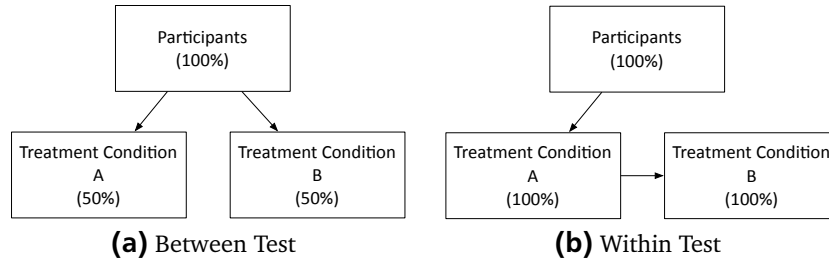 Participants
(100%)
Treatment Condition
A
(50%)
Treatment Condition
B
(50%)
(a) Between Test
Participants
(100%)
Treatment Condition
A
(100%)
Treatment Condition
B
(100%)
(b) Within Test